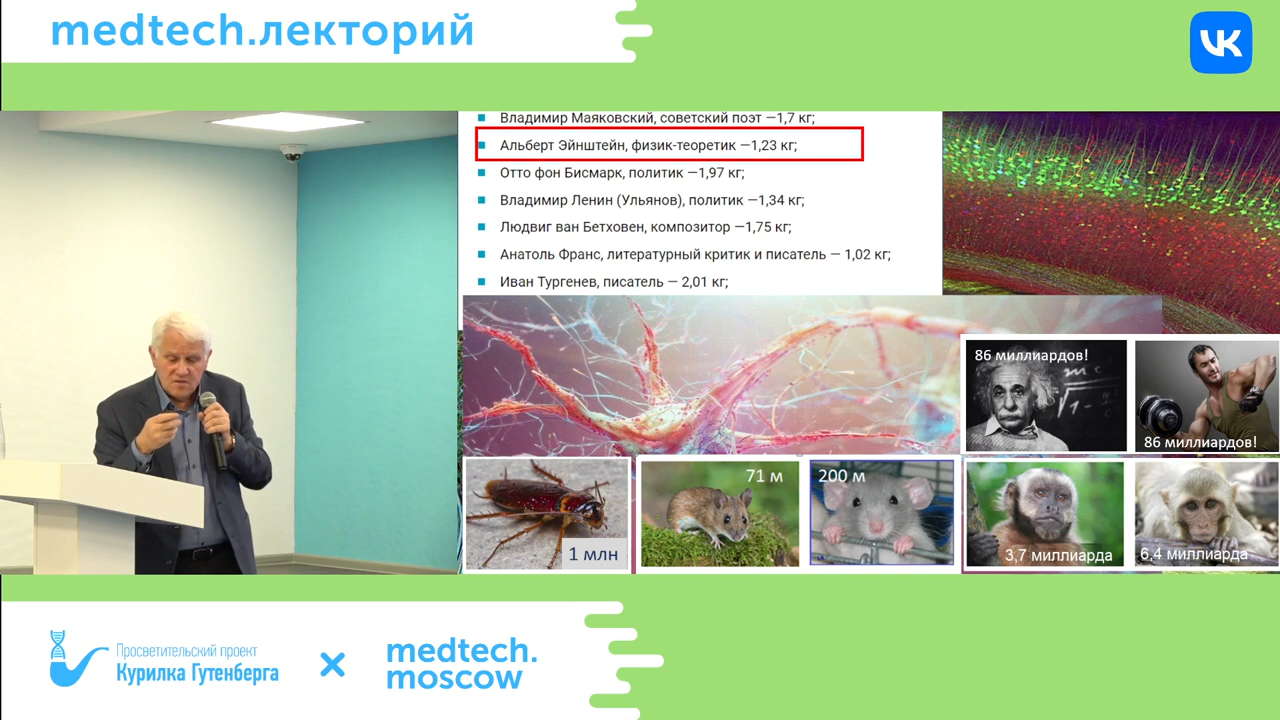 medtech.лекторий
VK
Владимир Маяковский, советский поэт —1,7 кг;
Альберт Эйнштейн, физик-теоретик —1,23 кг;
Отто фон Бисмарк, политик —1,97 кг;
Владимир Ленин (Ульянов), политик —1,34 кг;
Людвиг ван Бетховен, композитор —1,75 кг;
Анатоль Франс, литературный критик и писатель — 1,02 кг;
Иван Тургенев, писатель — 2,01 кг;
86 миллиардов!
86 миллиардов!
1 млн
71 м
200 м
3,7 миллиарда
6,4 миллиарда
Просветительский проект
Курилка Гутенберга
×
medtech.
moscow